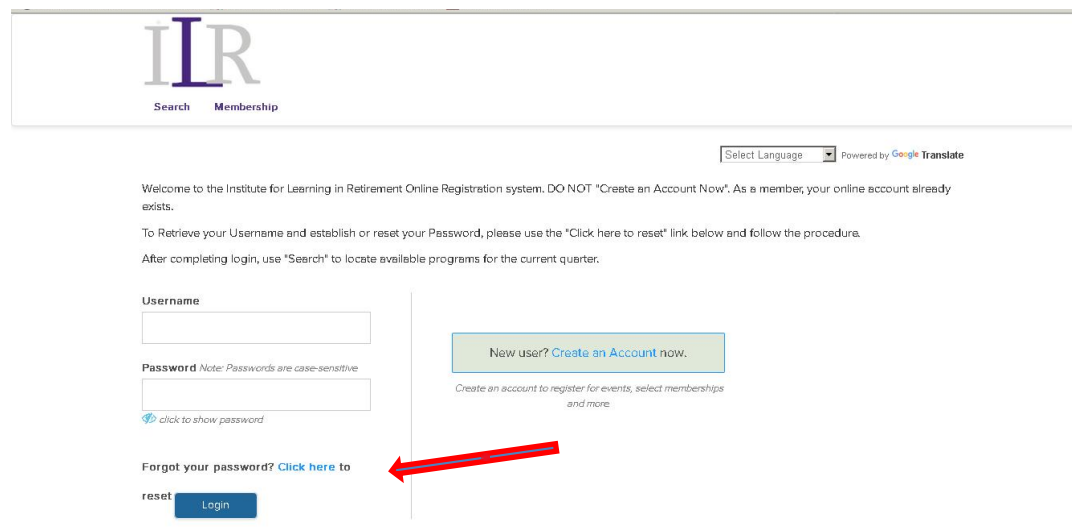 ILR
Search Membership
Select Language Powered by Google Translate
Welcome to the Institute for Learning in Retirement Online Registration system. DO NOT "Create an Account Now". As a member, your online account already
exists.
To Retrieve your Username and establish or reset your Password, please use the "Click here to reset" link below and follow the procedure.
After completing login, use "Search" to locate available programs for the current quarter.
Username
Password Note: Passwords are case-sensitive
click to show password
Forgot your password? Click here to
reset
Login
New user? Create an Account now.
Create an account to register for events, select memberships
and more.